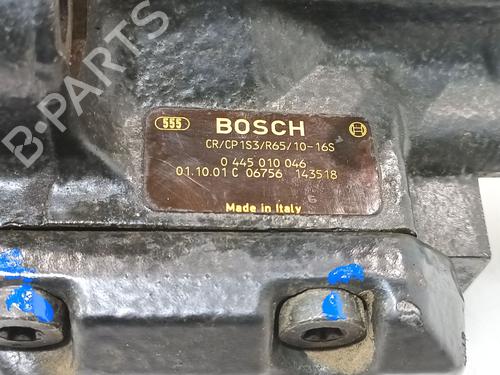 B-PARTS
555 BOSCH
CR/CP1S3/R65/10-16S
0 445 010 046
01.10.01 C 06756 143518
6
Made in Italy